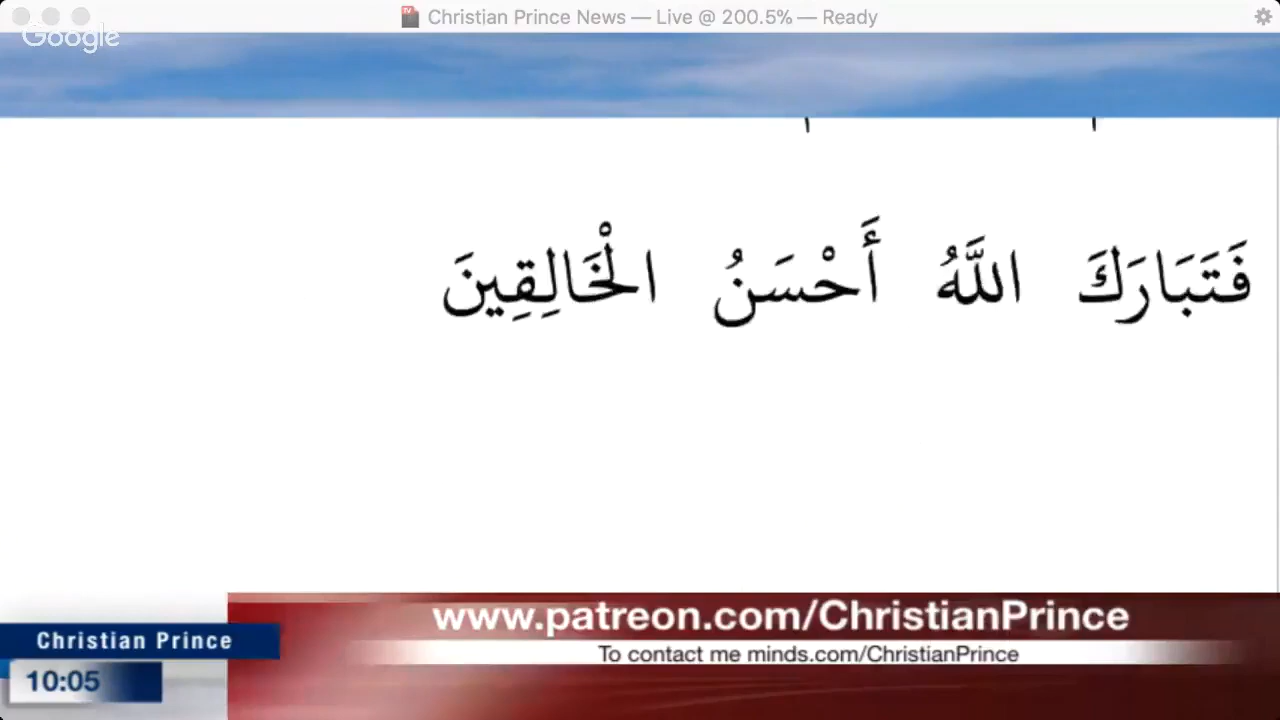 Christian Prince News — Live @ 200.5% — Ready
Google
فَتَبَارَكَ اللَّهُ أَحْسَنُ الْخَالِقِينَ
www.patreon.com/ChristianPrince
Christian Prince
To contact me minds.com/ChristianPrince
10:05